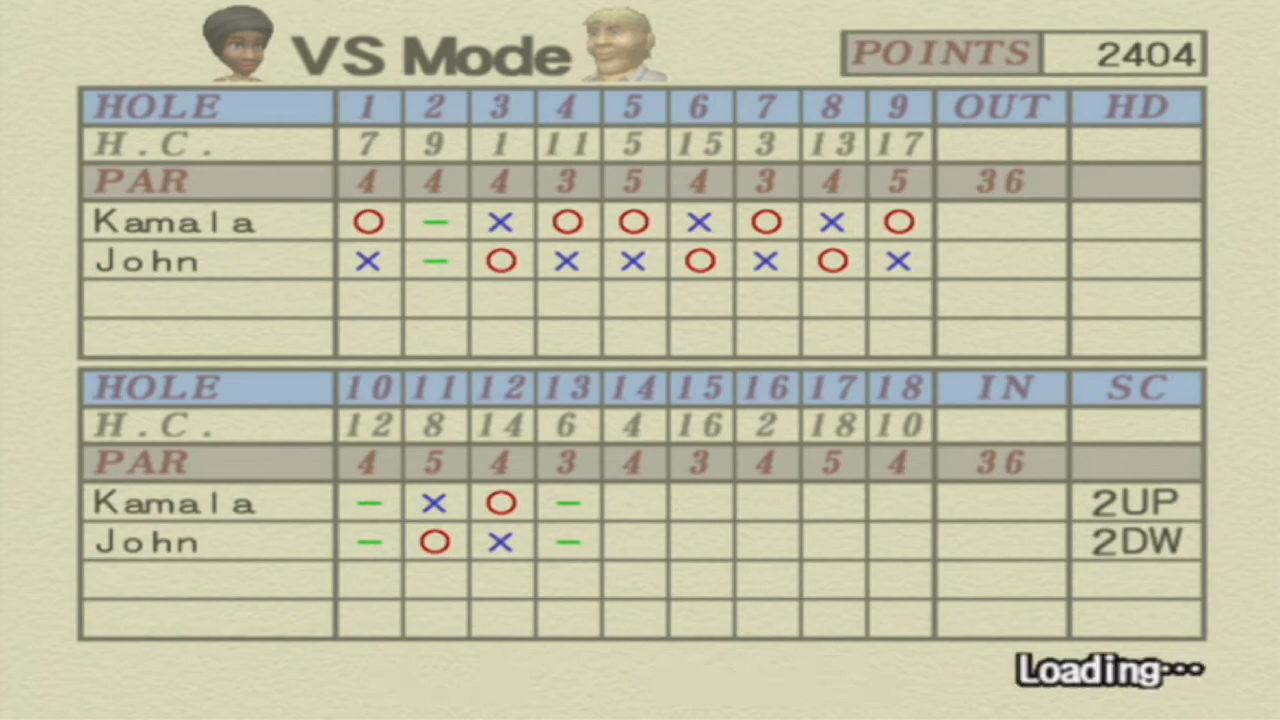 VS Mode POINTS 2404
HOLE 1 2 3 4 5 6 7 8 9 OUT HD
H.C. 7 9 1 11 5 15 3 13 17
PAR 4 4 4 3 5 4 3 4 5 36
Kamala ○ - × ○ ○ × ○ × ○
John × - ○ × × ○ × ○ ×
HOLE 10 11 12 13 14 15 16 17 18 IN SC
H.C. 12 8 14 6 4 16 2 18 10
PAR 4 5 4 3 4 3 4 5 4 36
Kamala - × ○ - 2UP
John - ○ × - 2DW
Loading···